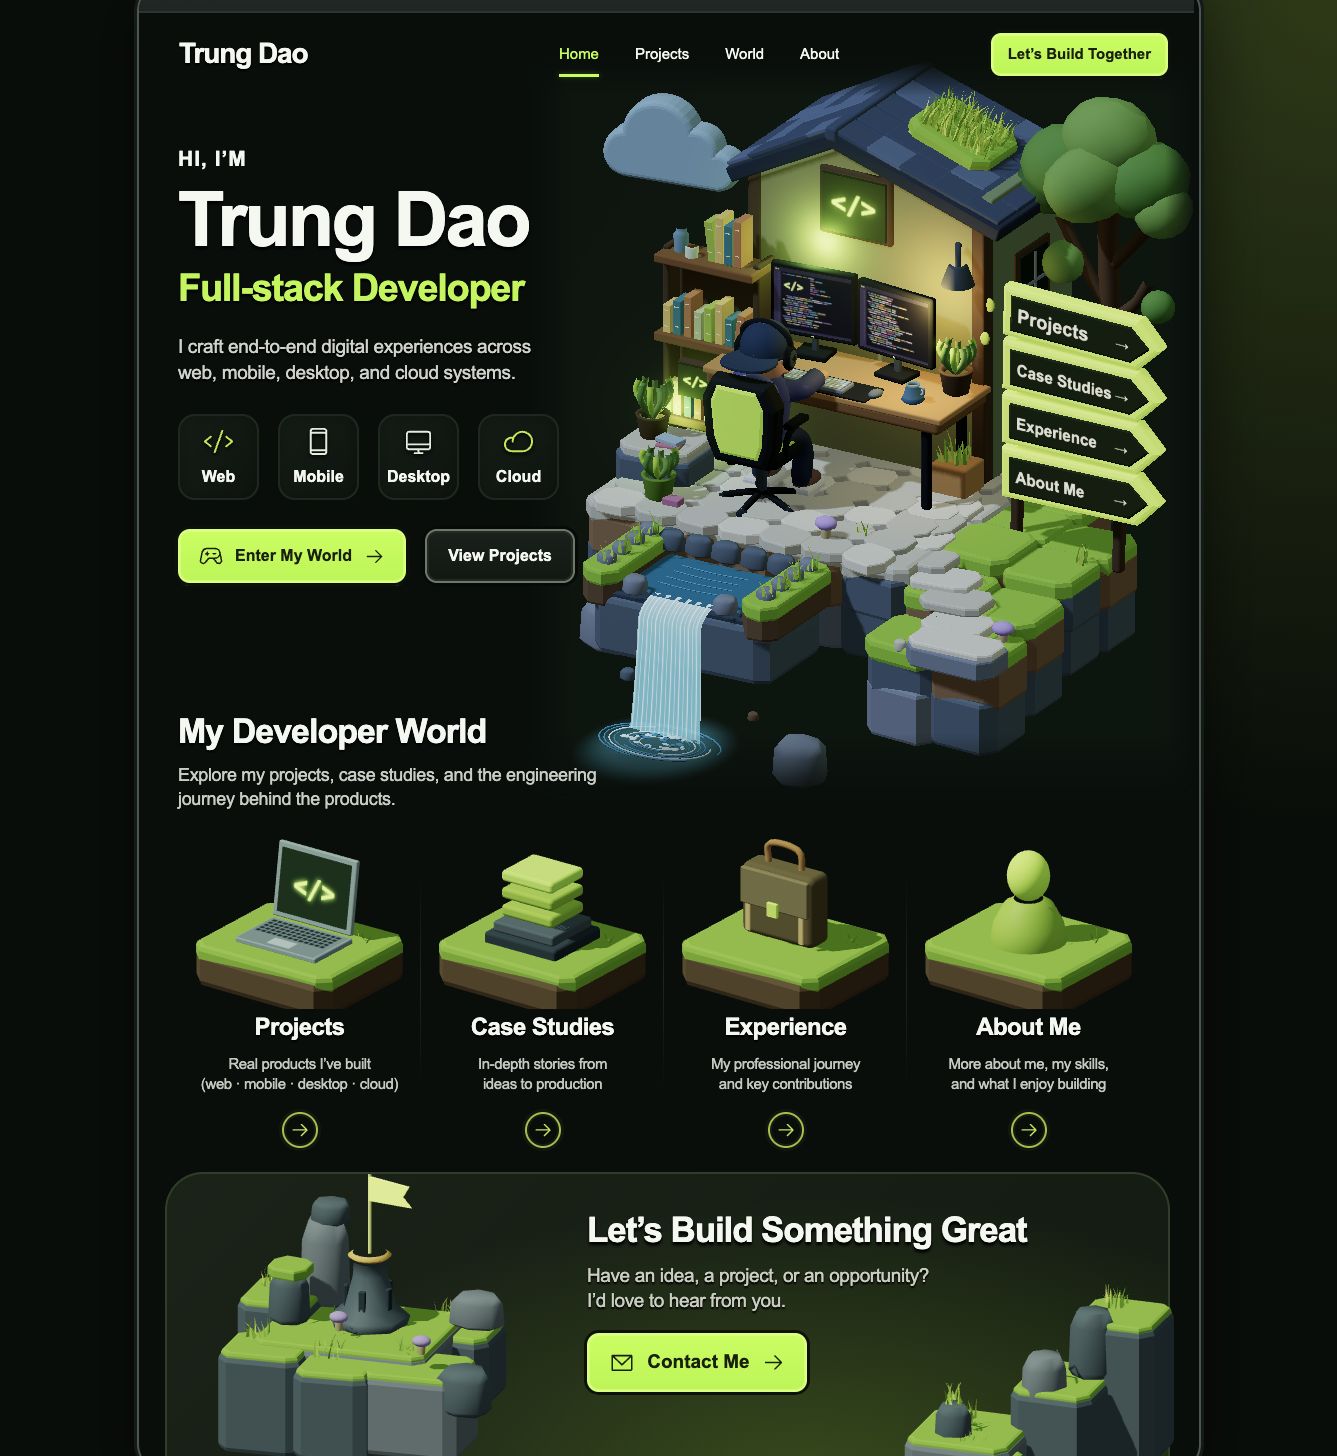 Trung Dao
Home
Projects
World
About
Let’s Build Together
HI, I’M
Trung Dao
Full-stack Developer
I craft end-to-end digital experiences across
web, mobile, desktop, and cloud systems.
</>
Web
Mobile
Desktop
Cloud
Enter My World →
View Projects
</>
</>
</>
Projects →
Case Studies →
Experience →
About Me →
My Developer World
Explore my projects, case studies, and the engineering
journey behind the products.
</>
Projects
Real products I’ve built
(web · mobile · desktop · cloud)
→
Case Studies
In-depth stories from
ideas to production
→
Experience
My professional journey
and key contributions
→
About Me
More about me, my skills,
and what I enjoy building
→
Let’s Build Something Great
Have an idea, a project, or an opportunity?
I’d love to hear from you.
Contact Me →